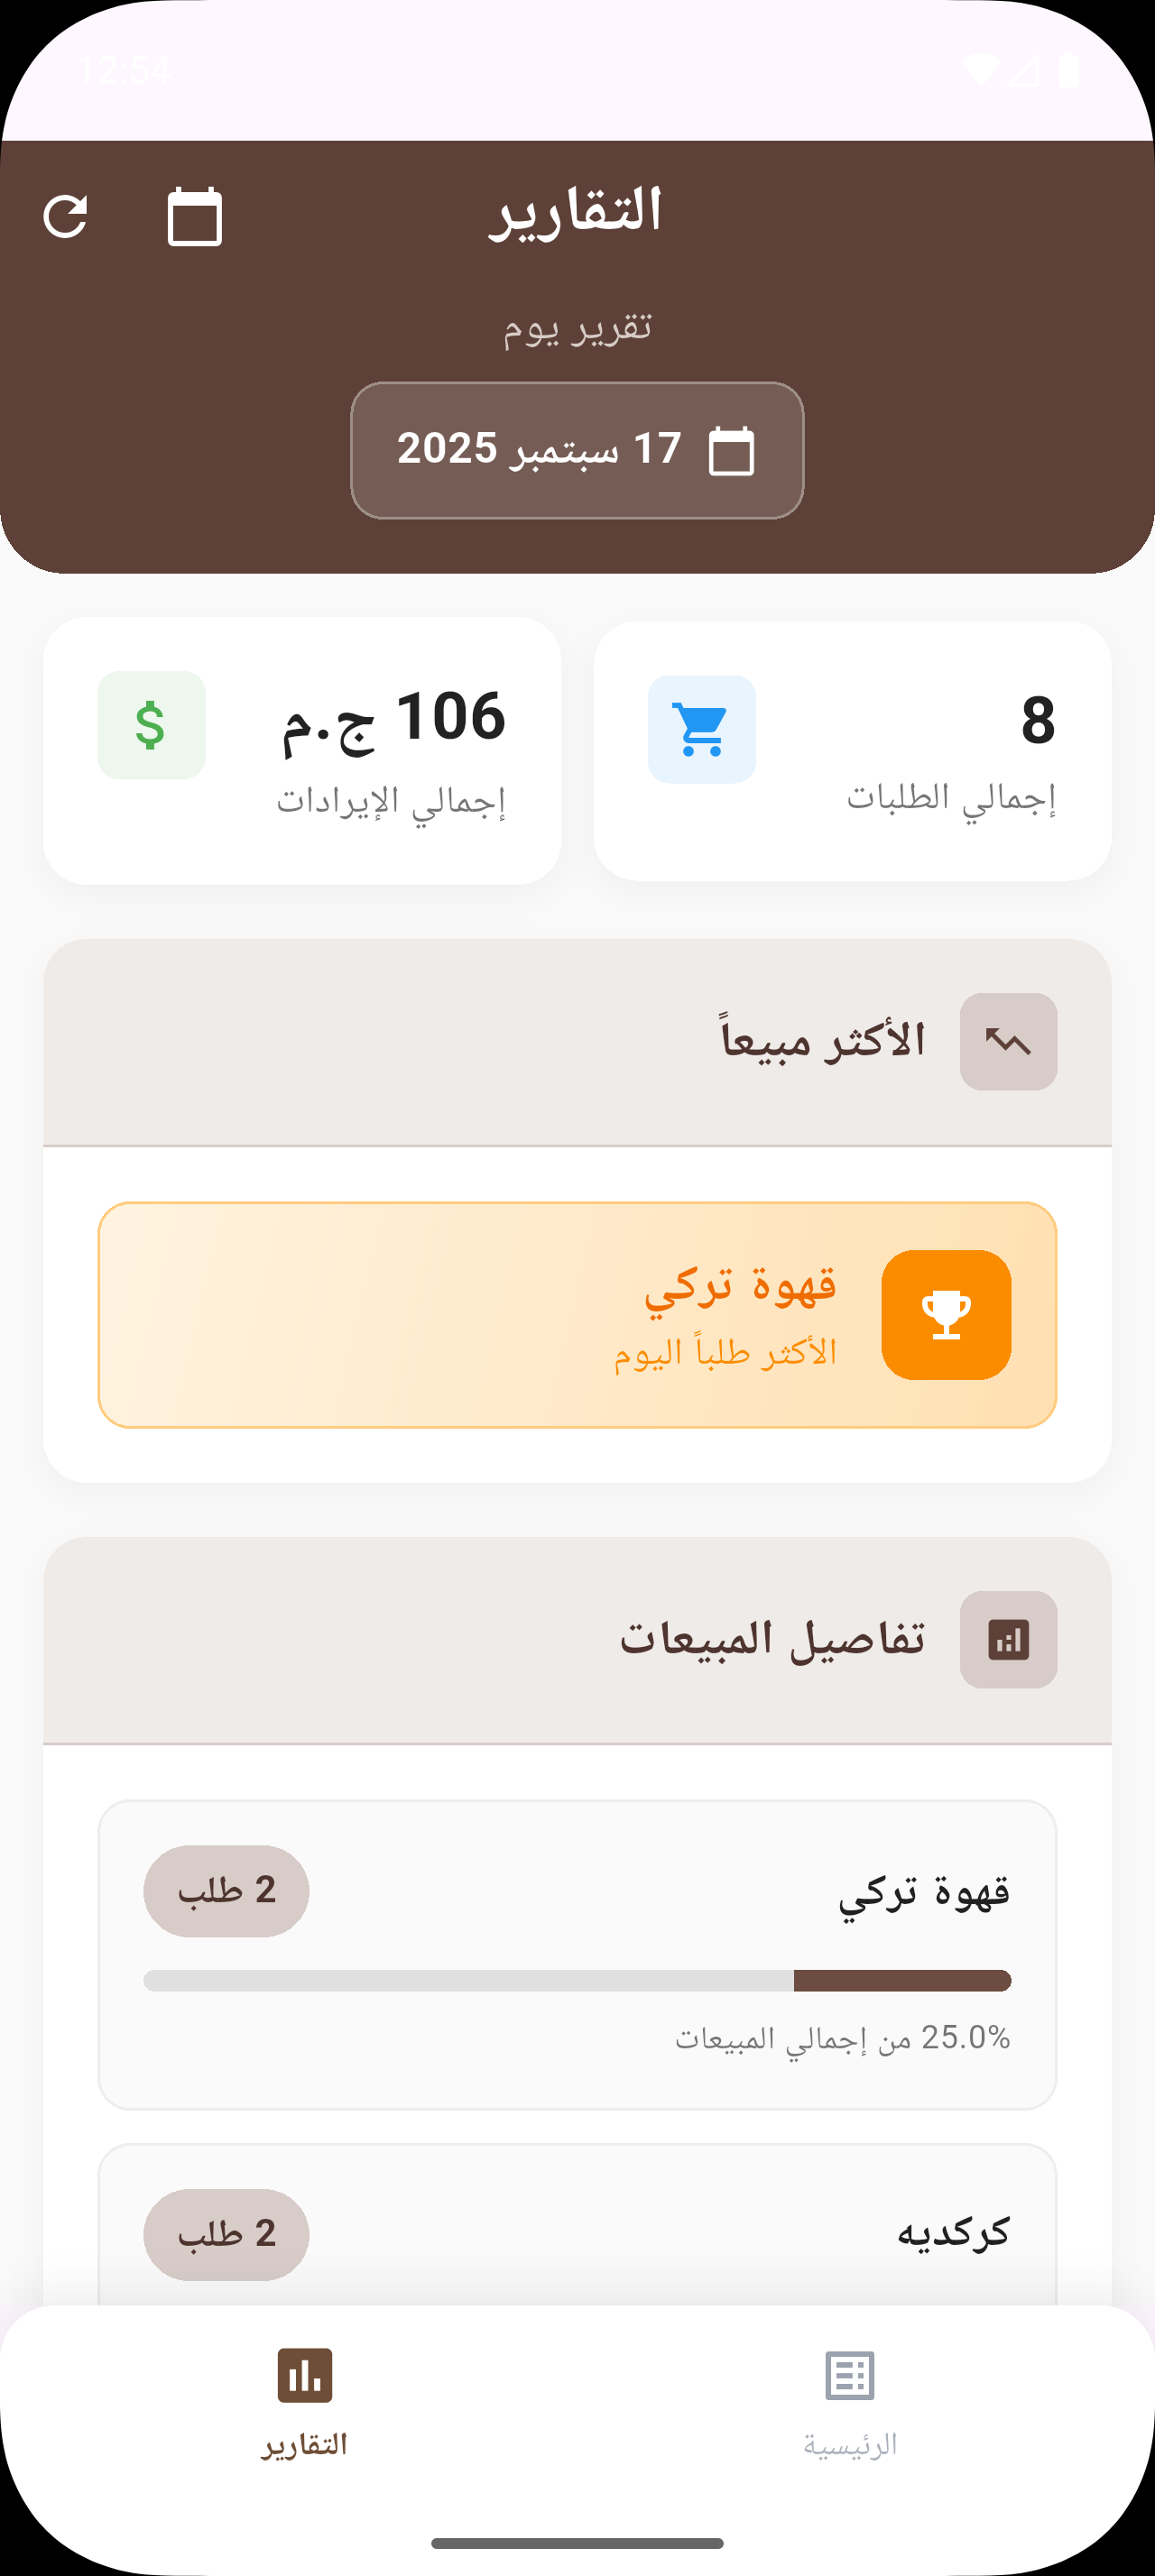 12:54
التقارير
تقرير يوم
17 سبتمبر 2025
8
إجمالي الطلبات
106 ج.م
إجمالي الإيرادات
الأكثر مبيعاً
قهوة تركي
الأكثر طلباً اليوم
تفاصيل المبيعات
قهوة تركي
2 طلب
25.0% من إجمالي المبيعات
كركديه
2 طلب
الرئيسية
التقارير